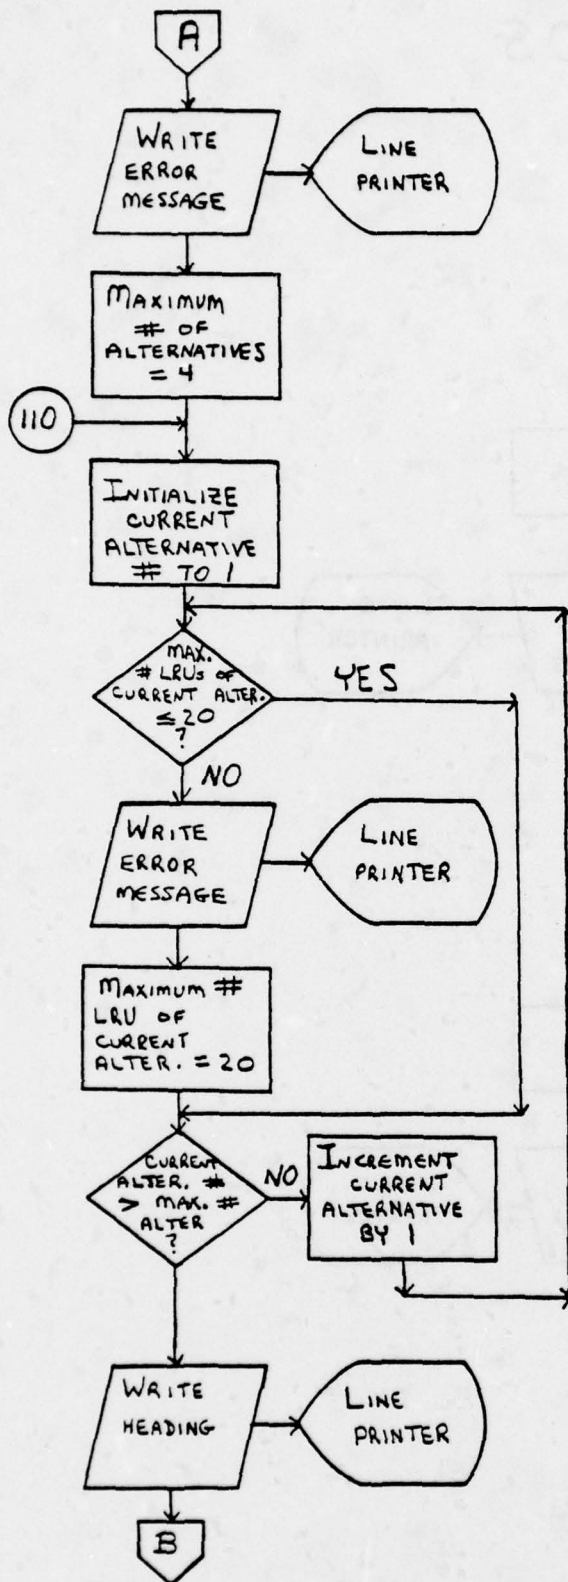 A
WRITE
ERROR
MESSAGE
LINE
PRINTER
MAXIMUM
# OF
ALTERNATIVES
= 4
110
INITIALIZE
CURRENT
ALTERNATIVE
# TO 1
MAX.
# LRUs OF
CURRENT ALTER.
≤ 20
?
YES
NO
WRITE
ERROR
MESSAGE
LINE
PRINTER
MAXIMUM #
LRU OF
CURRENT
ALTER. = 20
CURRENT
ALTER. #
> MAX. #
ALTER
?
NO
INCREMENT
CURRENT
ALTERNATIVE
BY 1
WRITE
HEADING
LINE
PRINTER
B